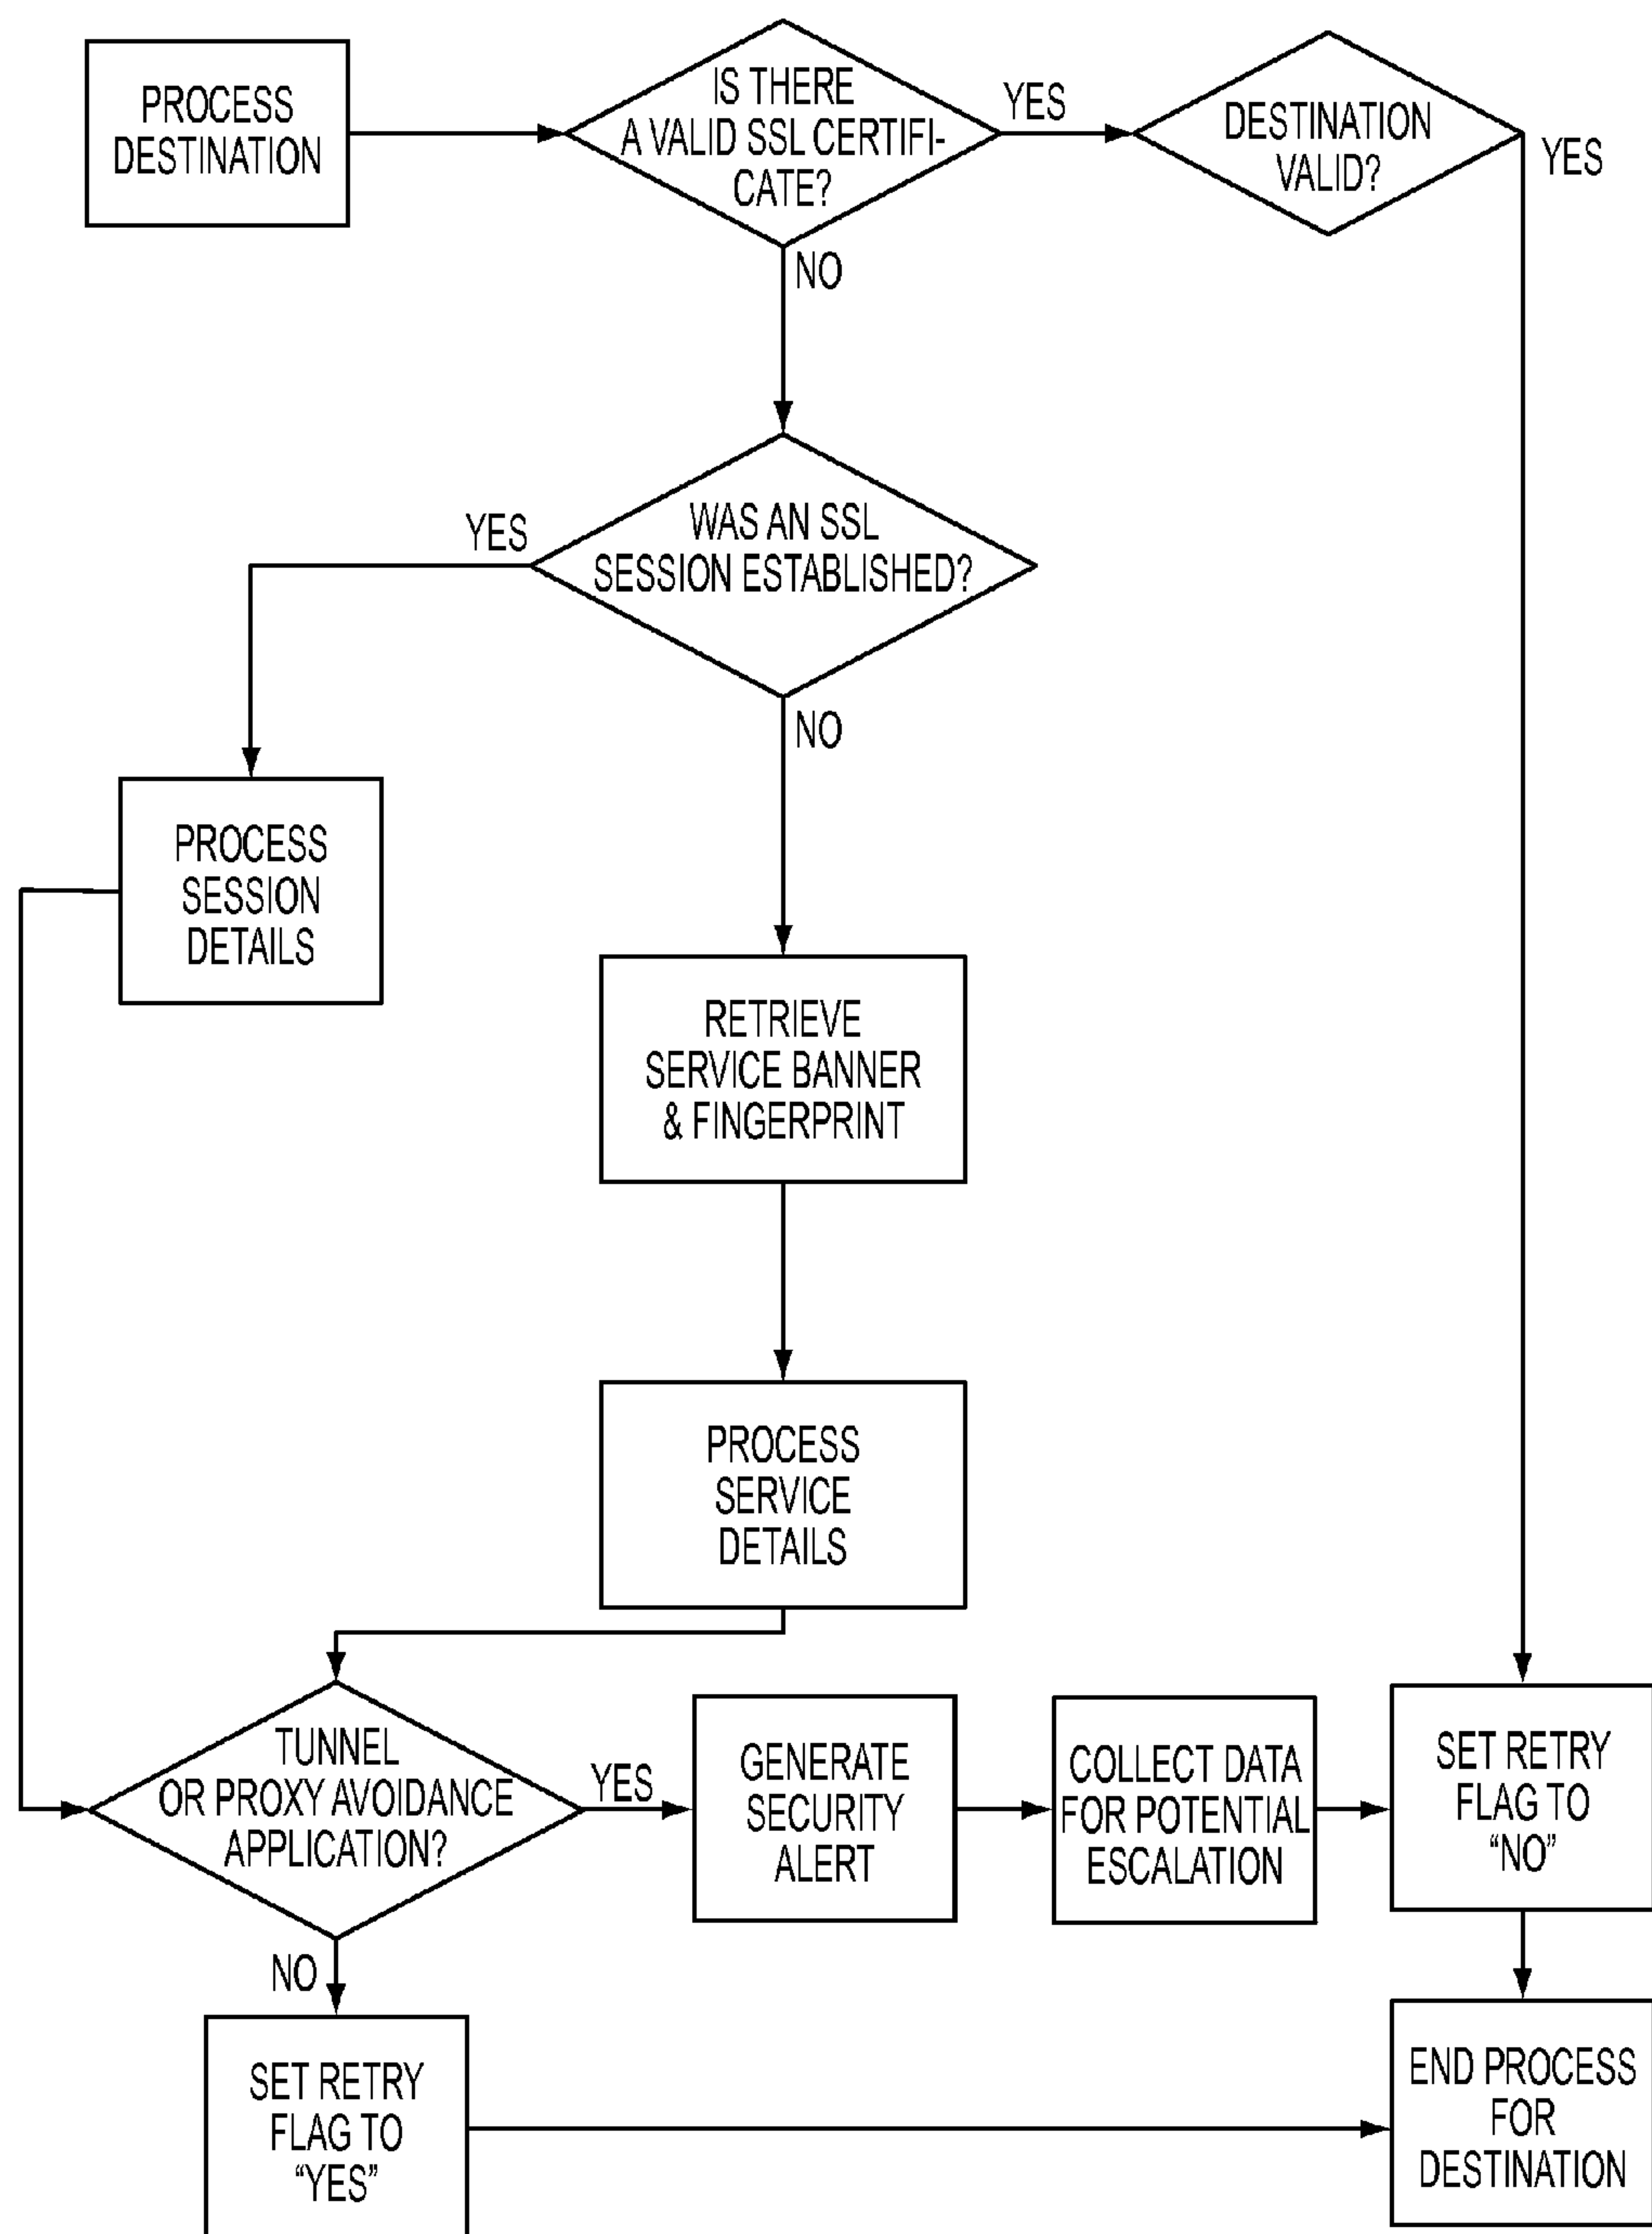 PROCESS
DESTINATION
IS THERE
A VALID SSL CERTIFI-
CATE?
YES
DESTINATION
VALID?
YES
NO
WAS AN SSL
SESSION ESTABLISHED?
YES
NO
PROCESS
SESSION
DETAILS
RETRIEVE
SERVICE BANNER
& FINGERPRINT
PROCESS
SERVICE
DETAILS
TUNNEL
OR PROXY AVOIDANCE
APPLICATION?
YES
GENERATE
SECURITY
ALERT
COLLECT DATA
FOR POTENTIAL
ESCALATION
SET RETRY
FLAG TO
“NO”
NO
SET RETRY
FLAG TO
“YES”
END PROCESS
FOR
DESTINATION